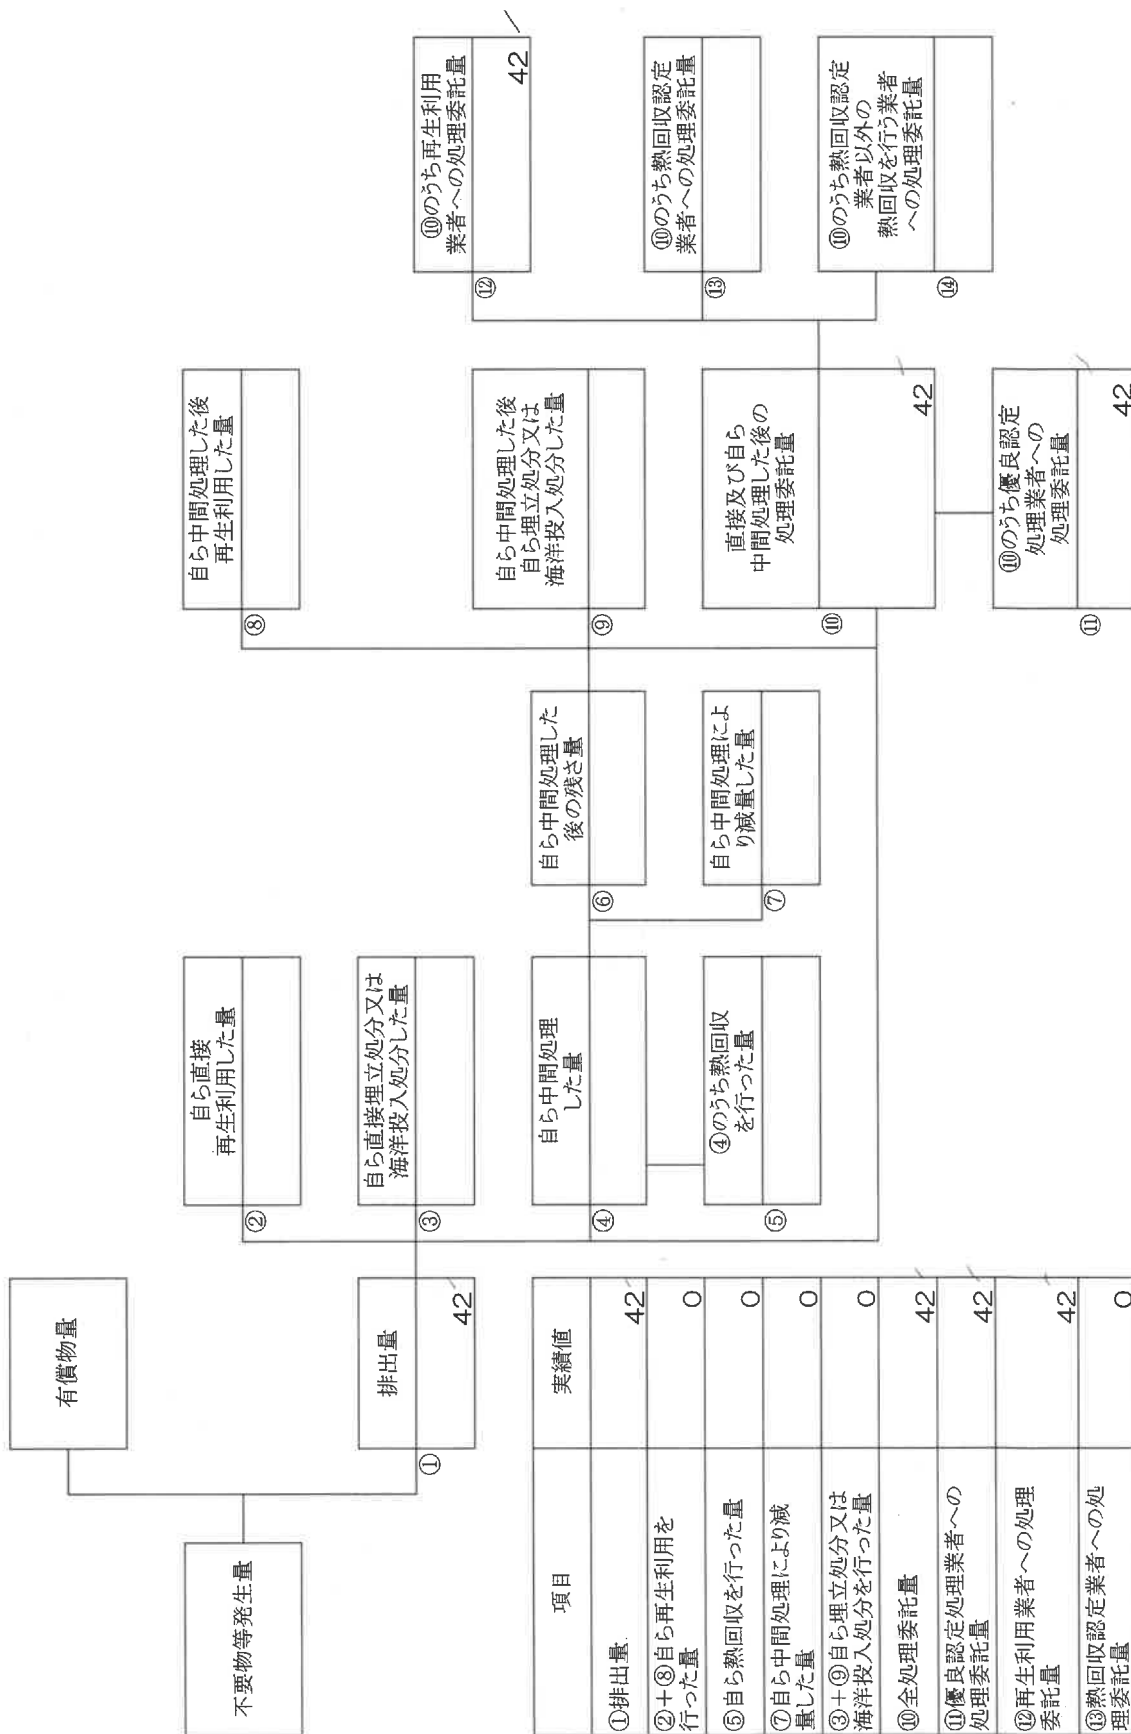 不要物等発生量
有償物量
①
排出量
42
②
自ら直接
再生利用した量
③
自ら直接埋立処分又は
海洋投入処分した量
④
自ら中間処理
した量
⑤
④のうち熱回収
を行った量
⑥
自ら中間処理した
後の残さ量
⑦
自ら中間処理によ
り減量した量
⑧
自ら中間処理した後
再生利用した量
⑨
自ら中間処理した後
自ら埋立処分又は
海洋投入処分した量
⑩
直接及び自ら
中間処理した後の
処理委託量
42
⑪
⑩のうち優良認定
処理業者への
処理委託量
42
⑫
⑩のうち再生利用
業者への処理委託量
42
⑬
⑩のうち熱回収認定
業者への処理委託量
⑭
⑩のうち熱回収認定
業者以外の
熱回収を行う業者
への処理委託量
項目 実績値
①排出量 42
②+⑧自ら再生利用を
行った量 0
⑤自ら熱回収を行った量 0
⑦自ら中間処理により減
量した量 0
③+⑨自ら埋立処分又は
海洋投入処分を行った量 0
⑩全処理委託量 42
⑪優良認定処理業者への
処理委託量 42
⑫再生利用業者への処理
委託量 42
⑬熱回収認定業者への処
理委託量 0